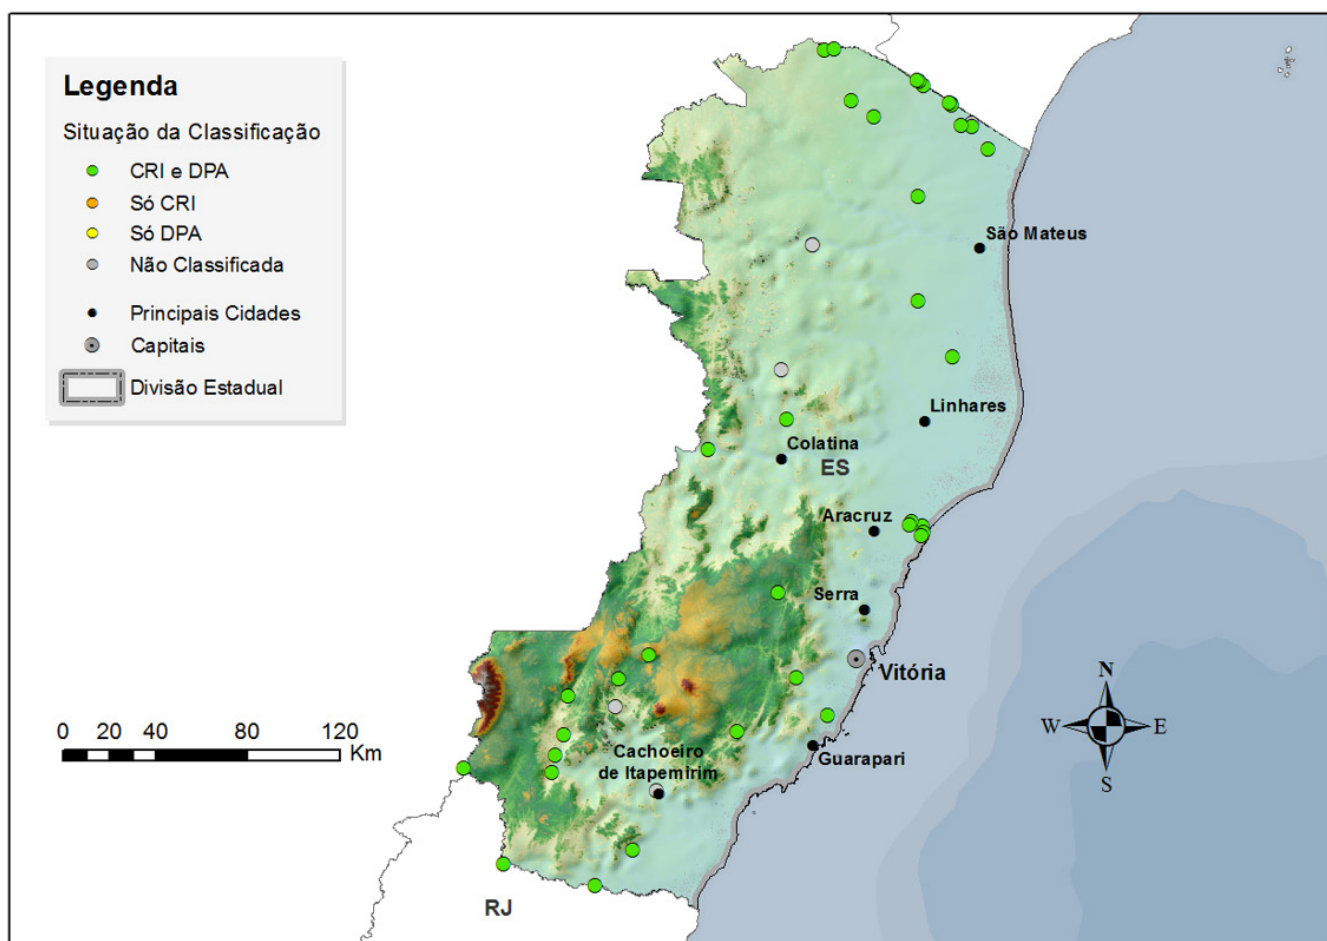 Legenda
Situação da Classificação
CRI e DPA
Só CRI
Só DPA
Não Classificada
Principais Cidades
Capitais
Divisão Estadual
São Mateus
Linhares
Colatina
ES
Aracruz
Serra
Vitória
Guarapari
Cachoeiro
de Itapemirim
RJ
0 20 40 80 120
Km
N
W E
S